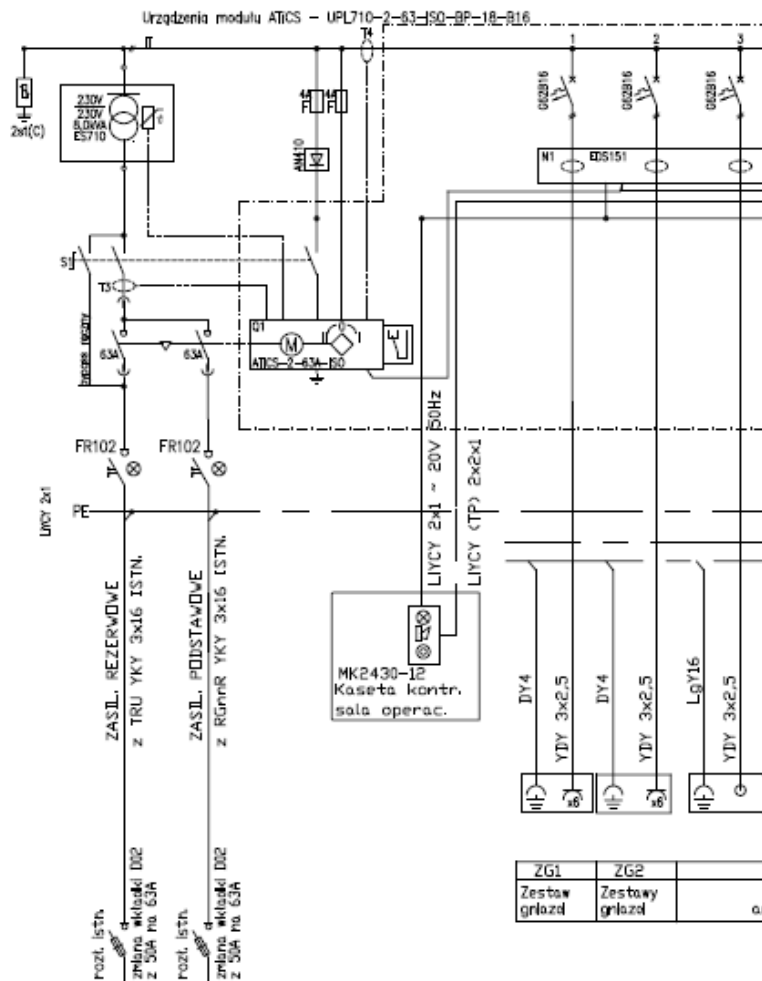 Urządzenia modułu ATICS - UPL710-2-63-ISO-BP-18-B16
T4
1
2
3
2st(C)
230V
230V
8,0kVA
ES710
4A
F
4A
F
AN410
G62B16
G62B16
G62B16
N1
EDS151
S1
T3
63A
63A
Q1
M
0
I
ATICS-2-63A-ISO
FR102
FR102
LIYCY 2x1
PE
LIYCY 2x1 ~ 20V 50Hz
LIYCY (TP) 2x2x1
ZASIL. REZERWOWE
z TRU YKY 3x16 ISTN.
ZASIL. PODSTAWOWE
z RGnnR YKY 3x16 ISTN.
MK2430-12
Kaseta kontr.
sala operac.
DY4
YDY 3x2,5
DY4
YDY 3x2,5
LgY16
YDY 3x2,5
x6
x6
rozł. istn.
zmiana wkładki D02
z 50A na 63A
rozł. istn.
zmiana wkładki D02
z 50A na 63A
ZG1
ZG2
Zestaw
gniazd
Zestawy
gniazd